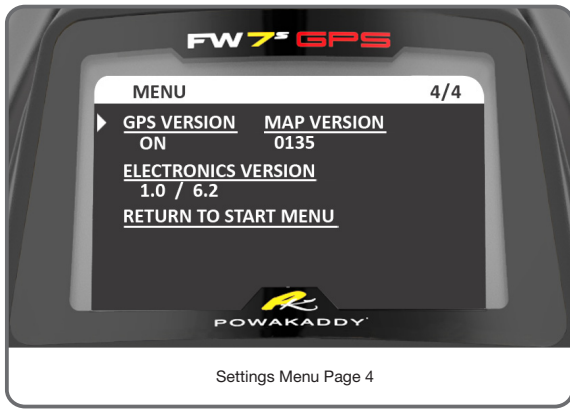 FW7s GPS
MENU 4/4
GPS VERSION MAP VERSION
ON 0135
ELECTRONICS VERSION
1.0 / 6.2
RETURN TO START MENU
POWAKADDY
Settings Menu Page 4